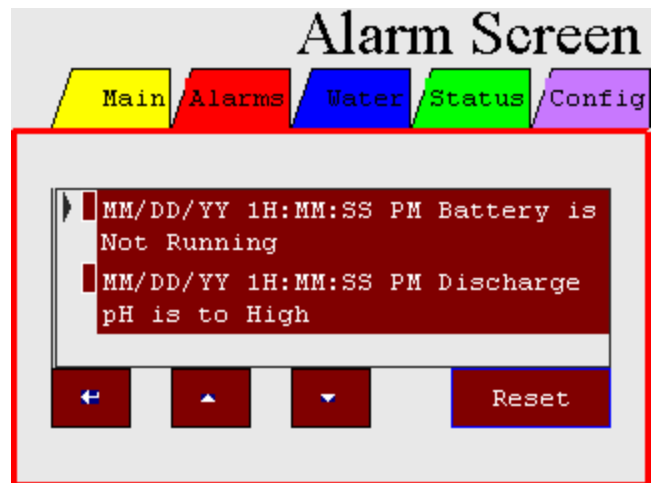 Alarm Screen
Main Alarms Water Status Config
MM/DD/YY 1H:MM:SS PM Battery is
Not Running
MM/DD/YY 1H:MM:SS PM Discharge
pH is to High
Reset